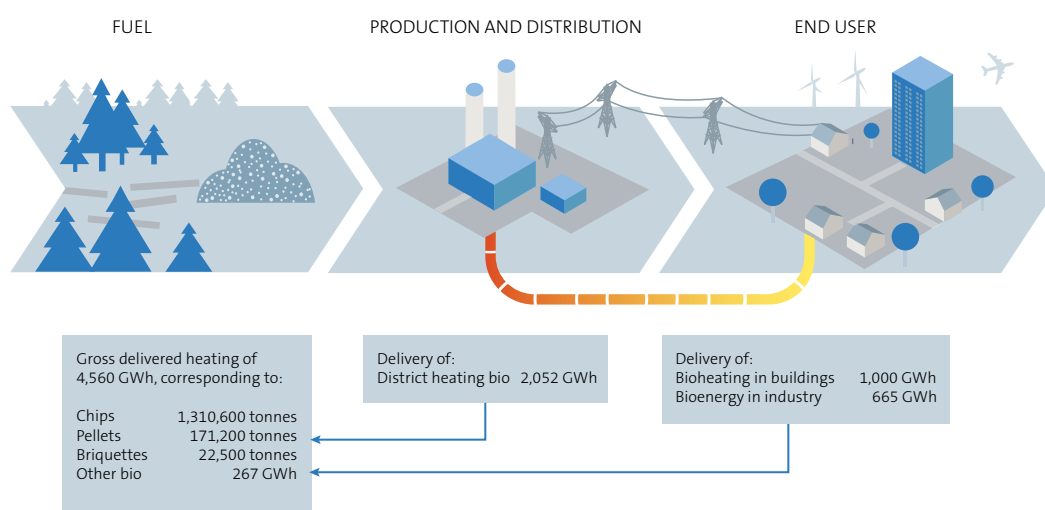 FUEL
PRODUCTION AND DISTRIBUTION
END USER
Gross delivered heating of
4,560 GWh, corresponding to:
Chips 1,310,600 tonnes
Pellets 171,200 tonnes
Briquettes 22,500 tonnes
Other bio 267 GWh
Delivery of:
District heating bio 2,052 GWh
Delivery of:
Bioheating in buildings 1,000 GWh
Bioenergy in industry 665 GWh